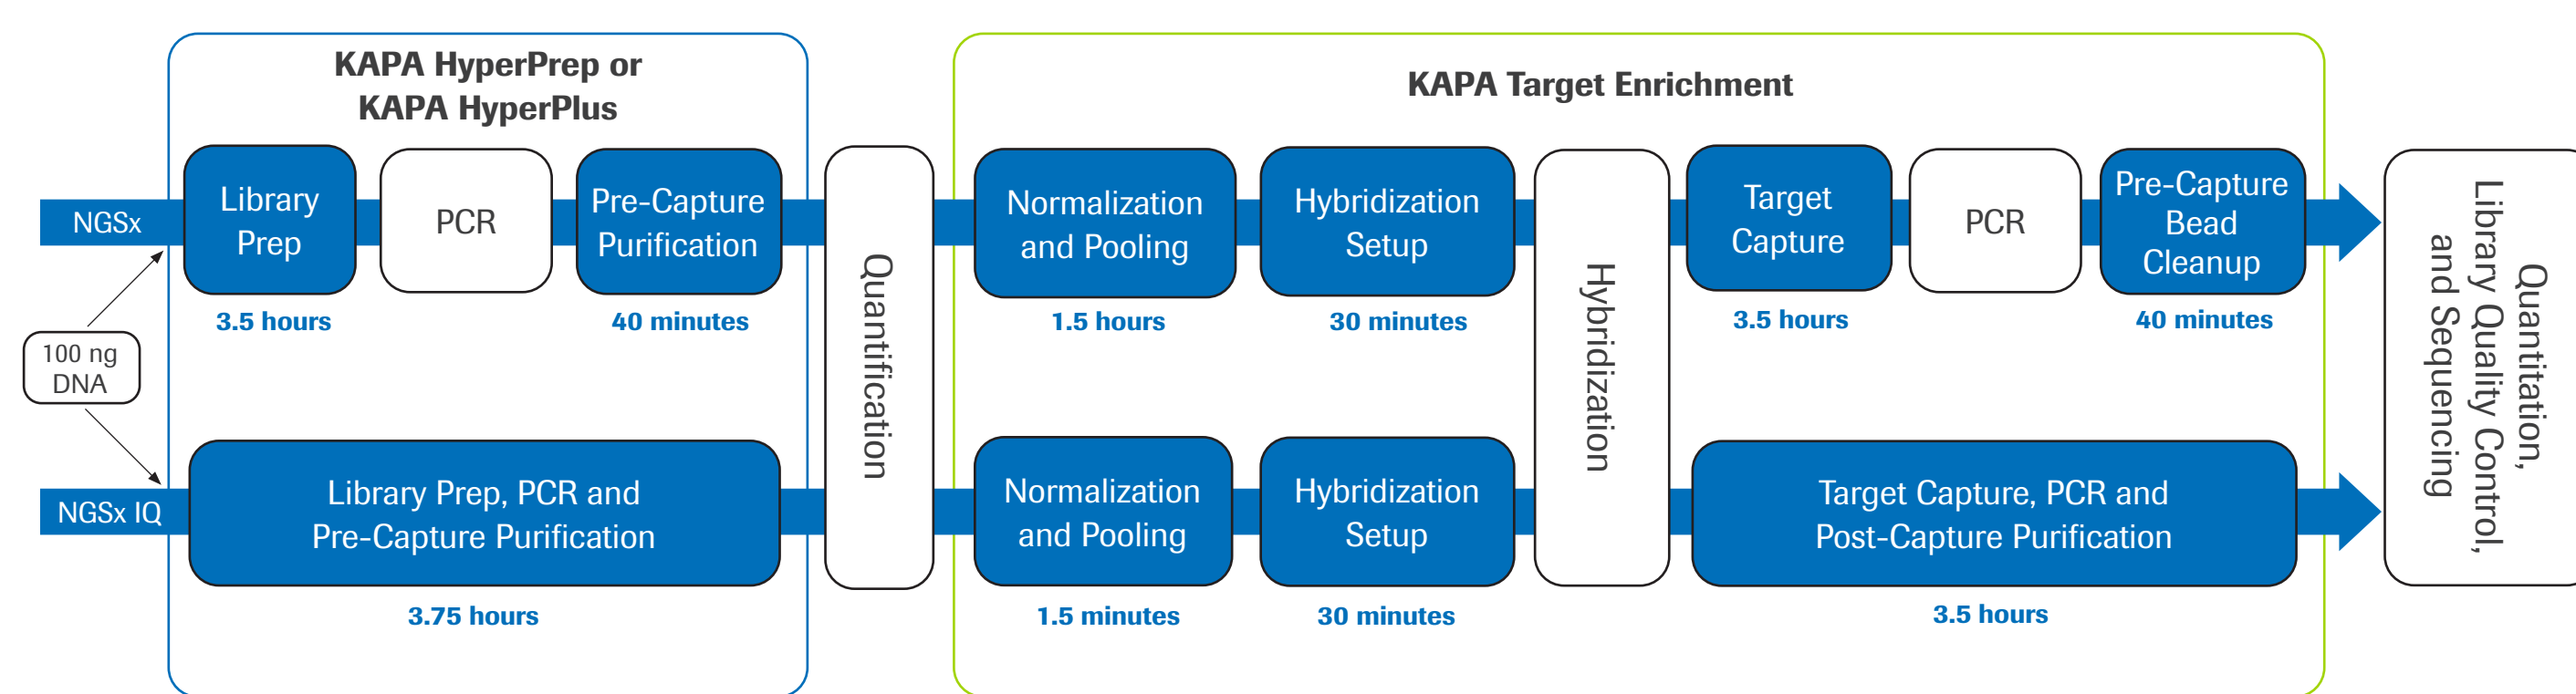 KAPA HyperPrep or
KAPA HyperPlus
KAPA Target Enrichment
NGSx
Library
Prep
PCR
Pre-Capture
Purification
Quantification
Normalization
and Pooling
Hybridization
Setup
Hybridization
Target
Capture
PCR
Pre-Capture
Bead
Cleanup
Quantitation,
Library Quality Control,
and Sequencing
3.5 hours
40 minutes
1.5 hours
30 minutes
3.5 hours
40 minutes
100 ng
DNA
NGSx IQ
Library Prep, PCR and
Pre-Capture Purification
Normalization
and Pooling
Hybridization
Setup
Target Capture, PCR and
Post-Capture Purification
3.75 hours
1.5 minutes
30 minutes
3.5 hours